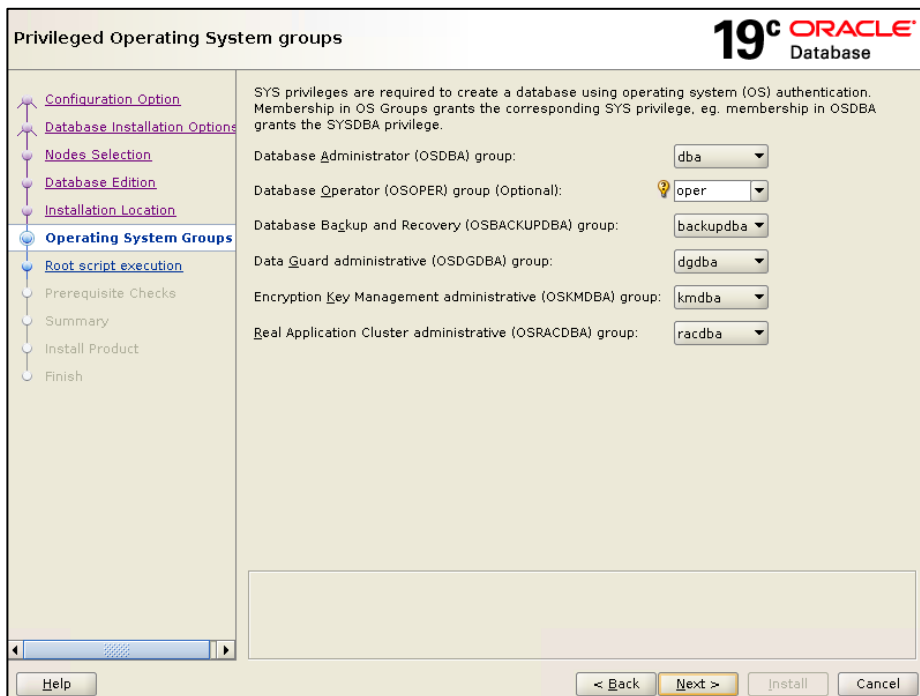 Privileged Operating System groups
19c ORACLE
Database
Configuration Option
Database Installation Options
Nodes Selection
Database Edition
Installation Location
Operating System Groups
Root script execution
Prerequisite Checks
Summary
Install Product
Finish
SYS privileges are required to create a database using operating system (OS) authentication.
Membership in OS Groups grants the corresponding SYS privilege, eg. membership in OSDBA
grants the SYSDBA privilege.
Database Administrator (OSDBA) group: dba
Database Operator (OSOPER) group (Optional): oper
Database Backup and Recovery (OSBACKUPDBA) group: backupdba
Data Guard administrative (OSDGDBA) group: dgdba
Encryption Key Management administrative (OSKMDBA) group: kmdba
Real Application Cluster administrative (OSRACDBA) group: racdba
Help
< Back
Next >
Install
Cancel